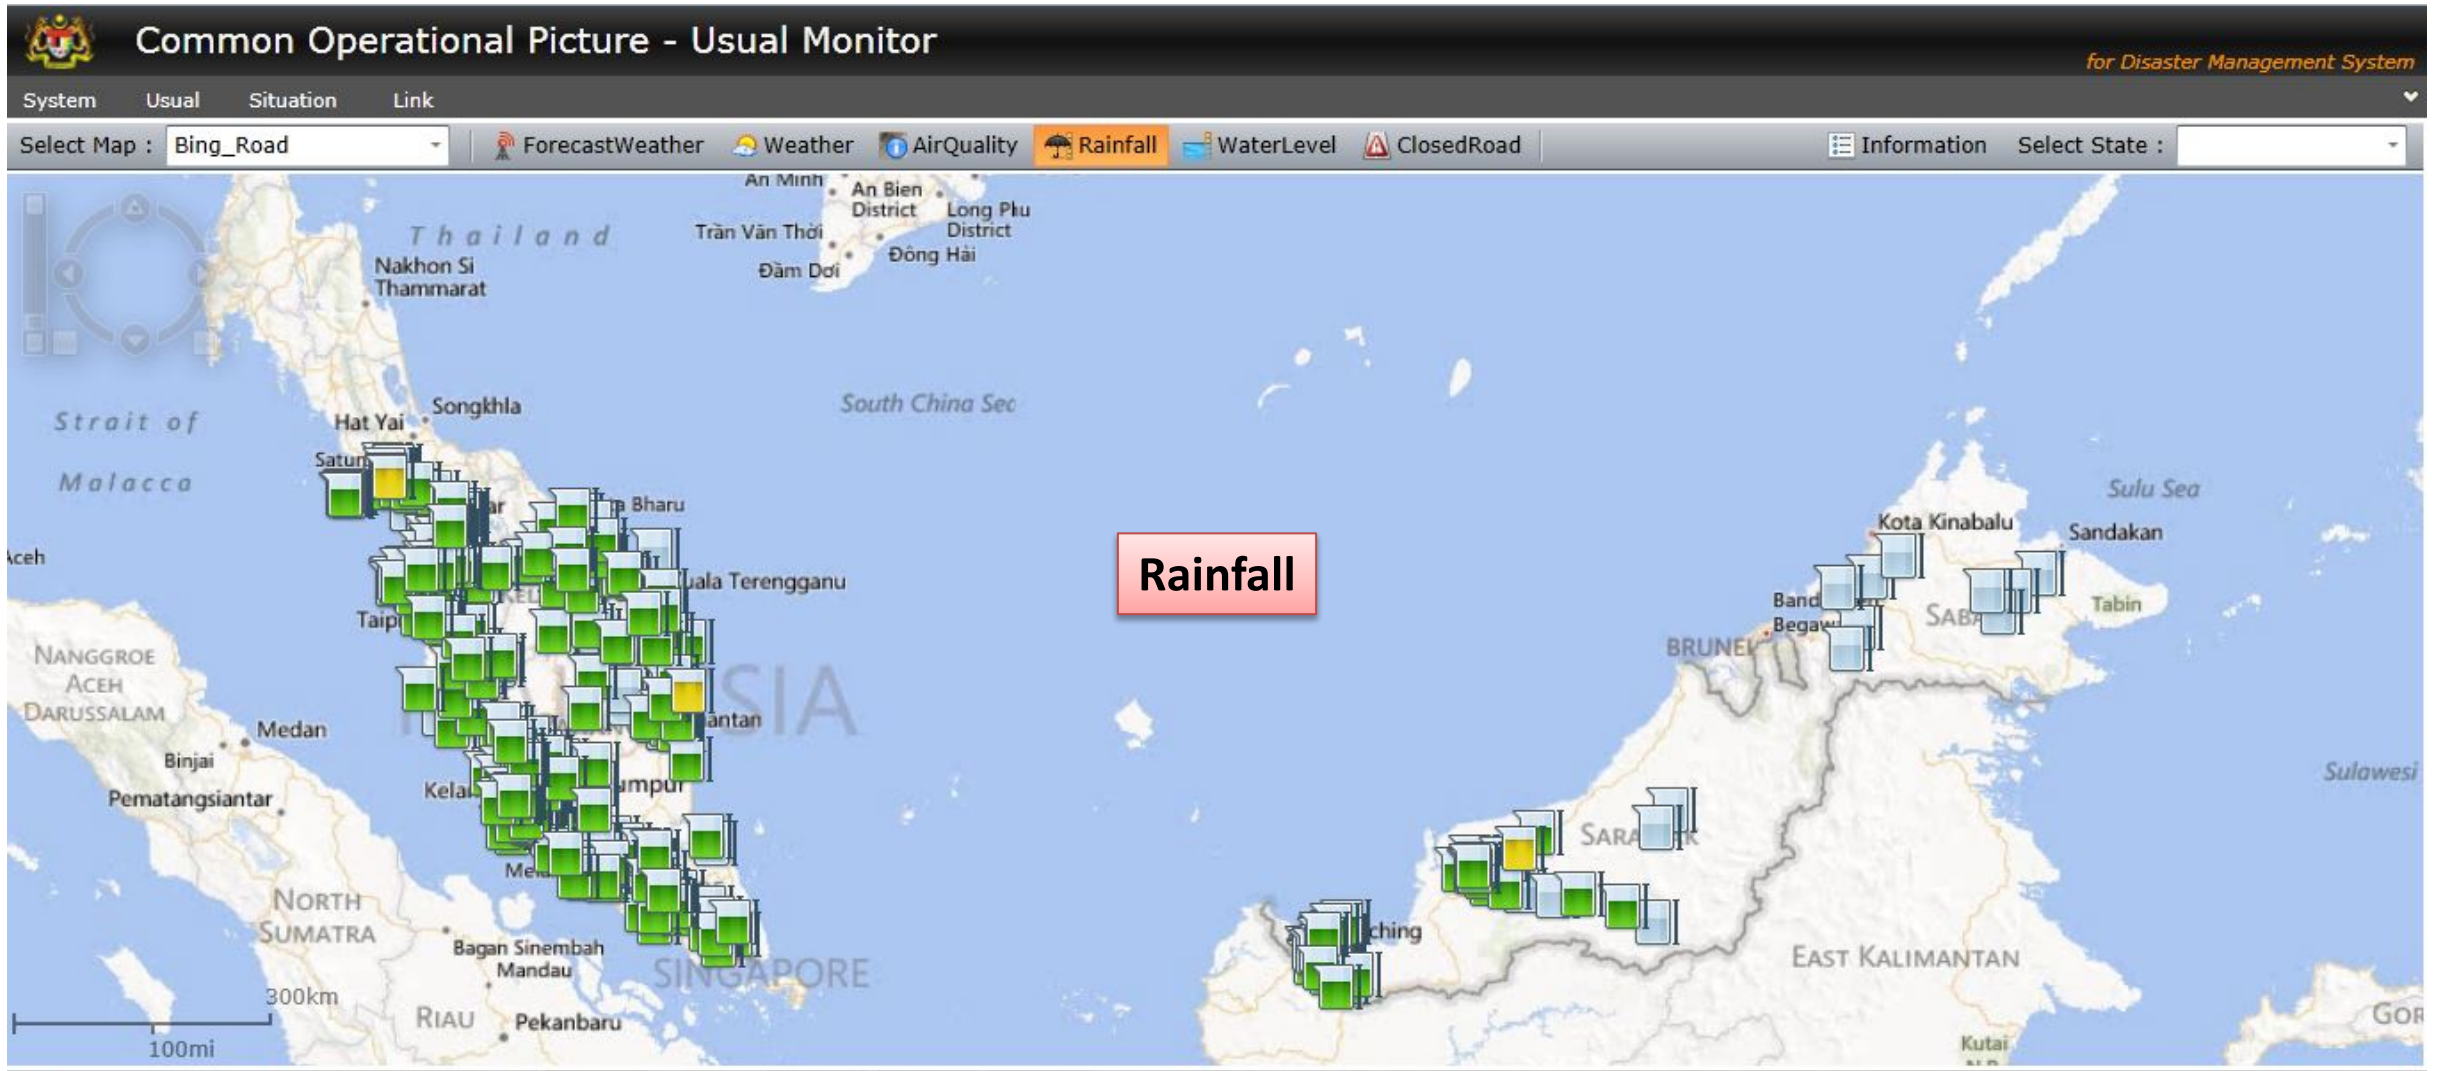 Common Operational Picture - Usual Monitor
for Disaster Management System
System Usual Situation Link
Select Map : Bing_Road ForecastWeather Weather AirQuality Rainfall WaterLevel ClosedRoad Information Select State :
An Minh
An Bien
District
Long Phu
District
Thailand
Trần Văn Thời
Đông Hải
Đầm Dơi
Nakhon Si
Thammarat
Songkhla
Hat Yai
South China Sea
Strait of
Malacca
Satun
Bharu
Sulu Sea
Kota Kinabalu
Sandakan
Aceh
Rainfall
Terengganu
Tabin
BRUNEI
NANGGROE
ACEH
DARUSSALAM
Medan
Binjai
Pematangsiantar
Sulawesi
NORTH
SUMATRA
Bagan Sinembah
Mandau
SINGAPORE
EAST KALIMANTAN
300km
100mi
RIAU
Pekanbaru
Kutai